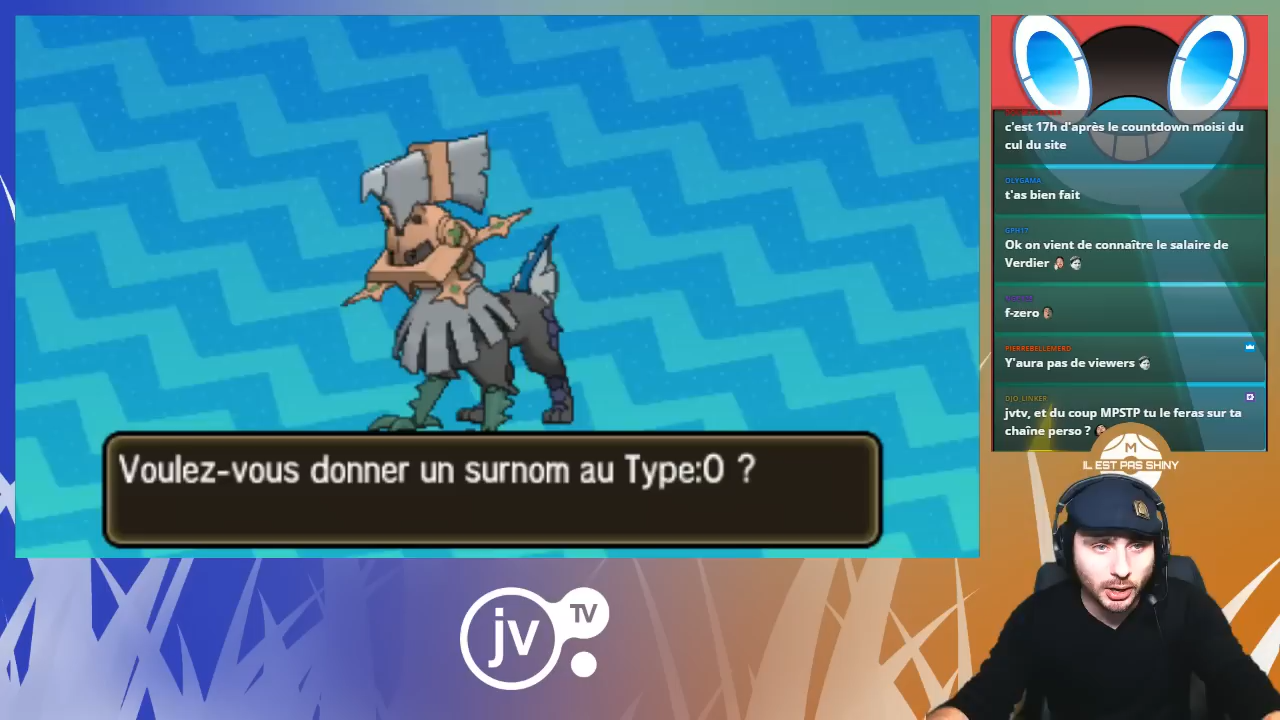 c'est 17h d'après le countdown moisi du
cul du site
OLYGAMA
t'as bien fait
GPH17
Ok on vient de connaître le salaire de
Verdier
f-zero
PIERREBELLEMERD
Y'aura pas de viewers
DJO_LINKER
jvtv, et du coup MPSTP tu le feras sur ta
chaîne perso ?
M
IL EST PAS SHINY
Voulez-vous donner un surnom au Type:0 ?
jv TV